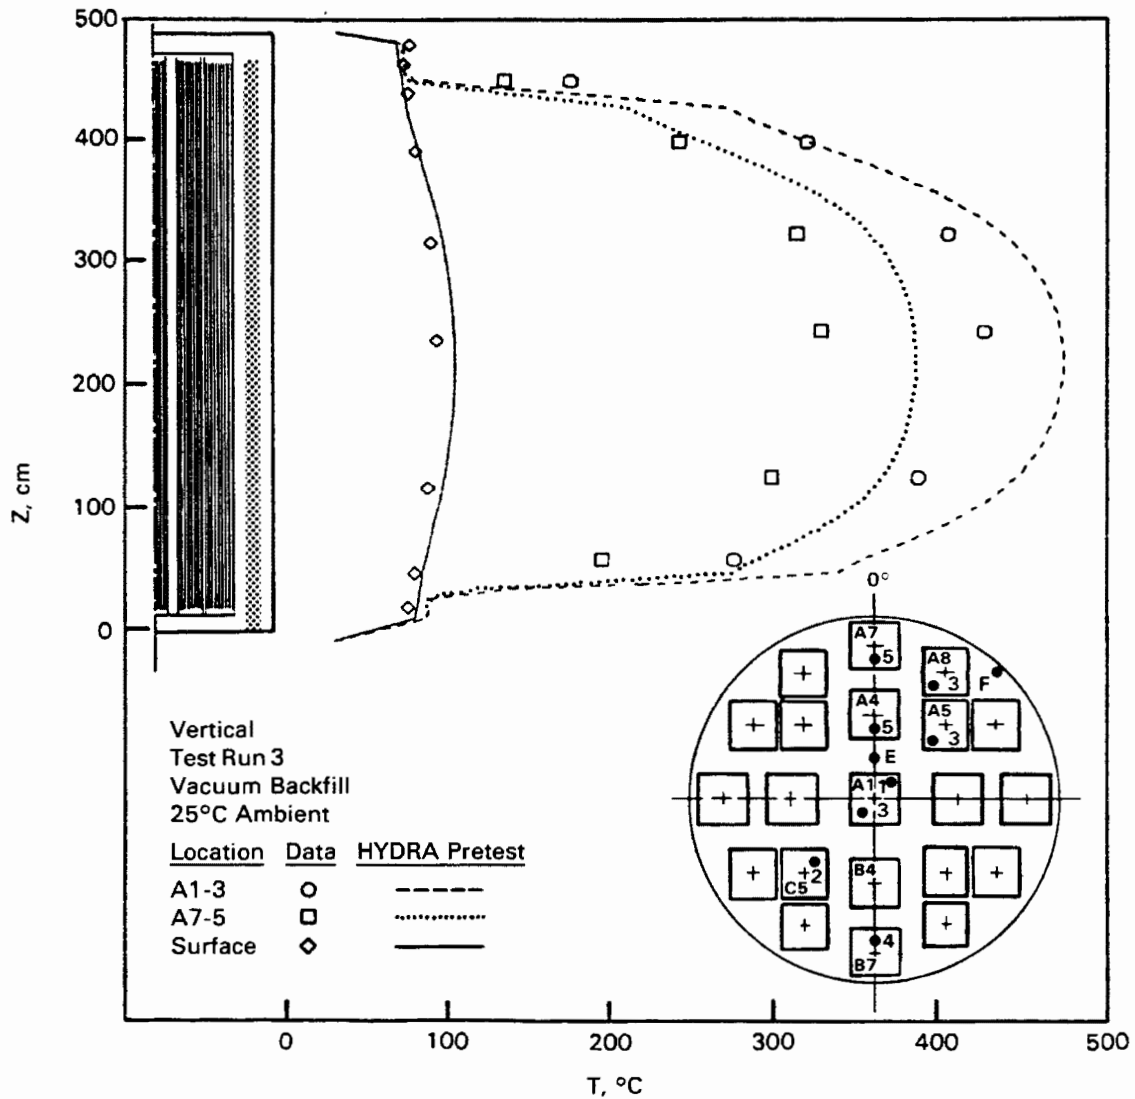 500
400
300
200
100
0
Z, cm
Vertical
Test Run 3
Vacuum Backfill
25°C Ambient
Location Data HYDRA Pretest
A1-3
A7-5
Surface
0°
A7
5
A8
3
F
A4
5
A5
3
E
A1 1
3
2
C5
B4
4
B7
0 100 200 300 400 500
T, °C